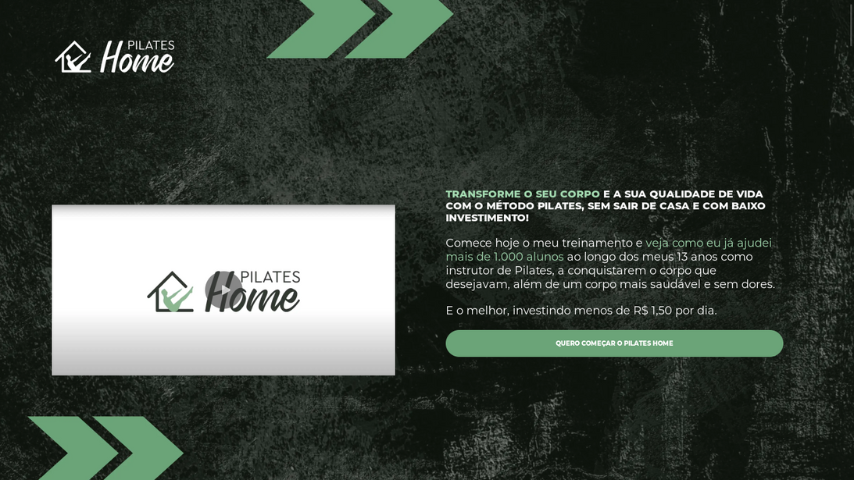 PILATES
Home
TRANSFORME O SEU CORPO E A SUA QUALIDADE DE VIDA
COM O MÉTODO PILATES, SEM SAIR DE CASA E COM BAIXO
INVESTIMENTO!
Comece hoje o meu treinamento e veja como eu já ajudei
mais de 1.000 alunos ao longo dos meus 13 anos como
instrutor de Pilates, a conquistarem o corpo que
desejavam, além de um corpo mais saudável e sem dores.
E o melhor, investindo menos de R$ 1,50 por dia.
QUERO COMEÇAR O PILATES HOME
PILATES
Home